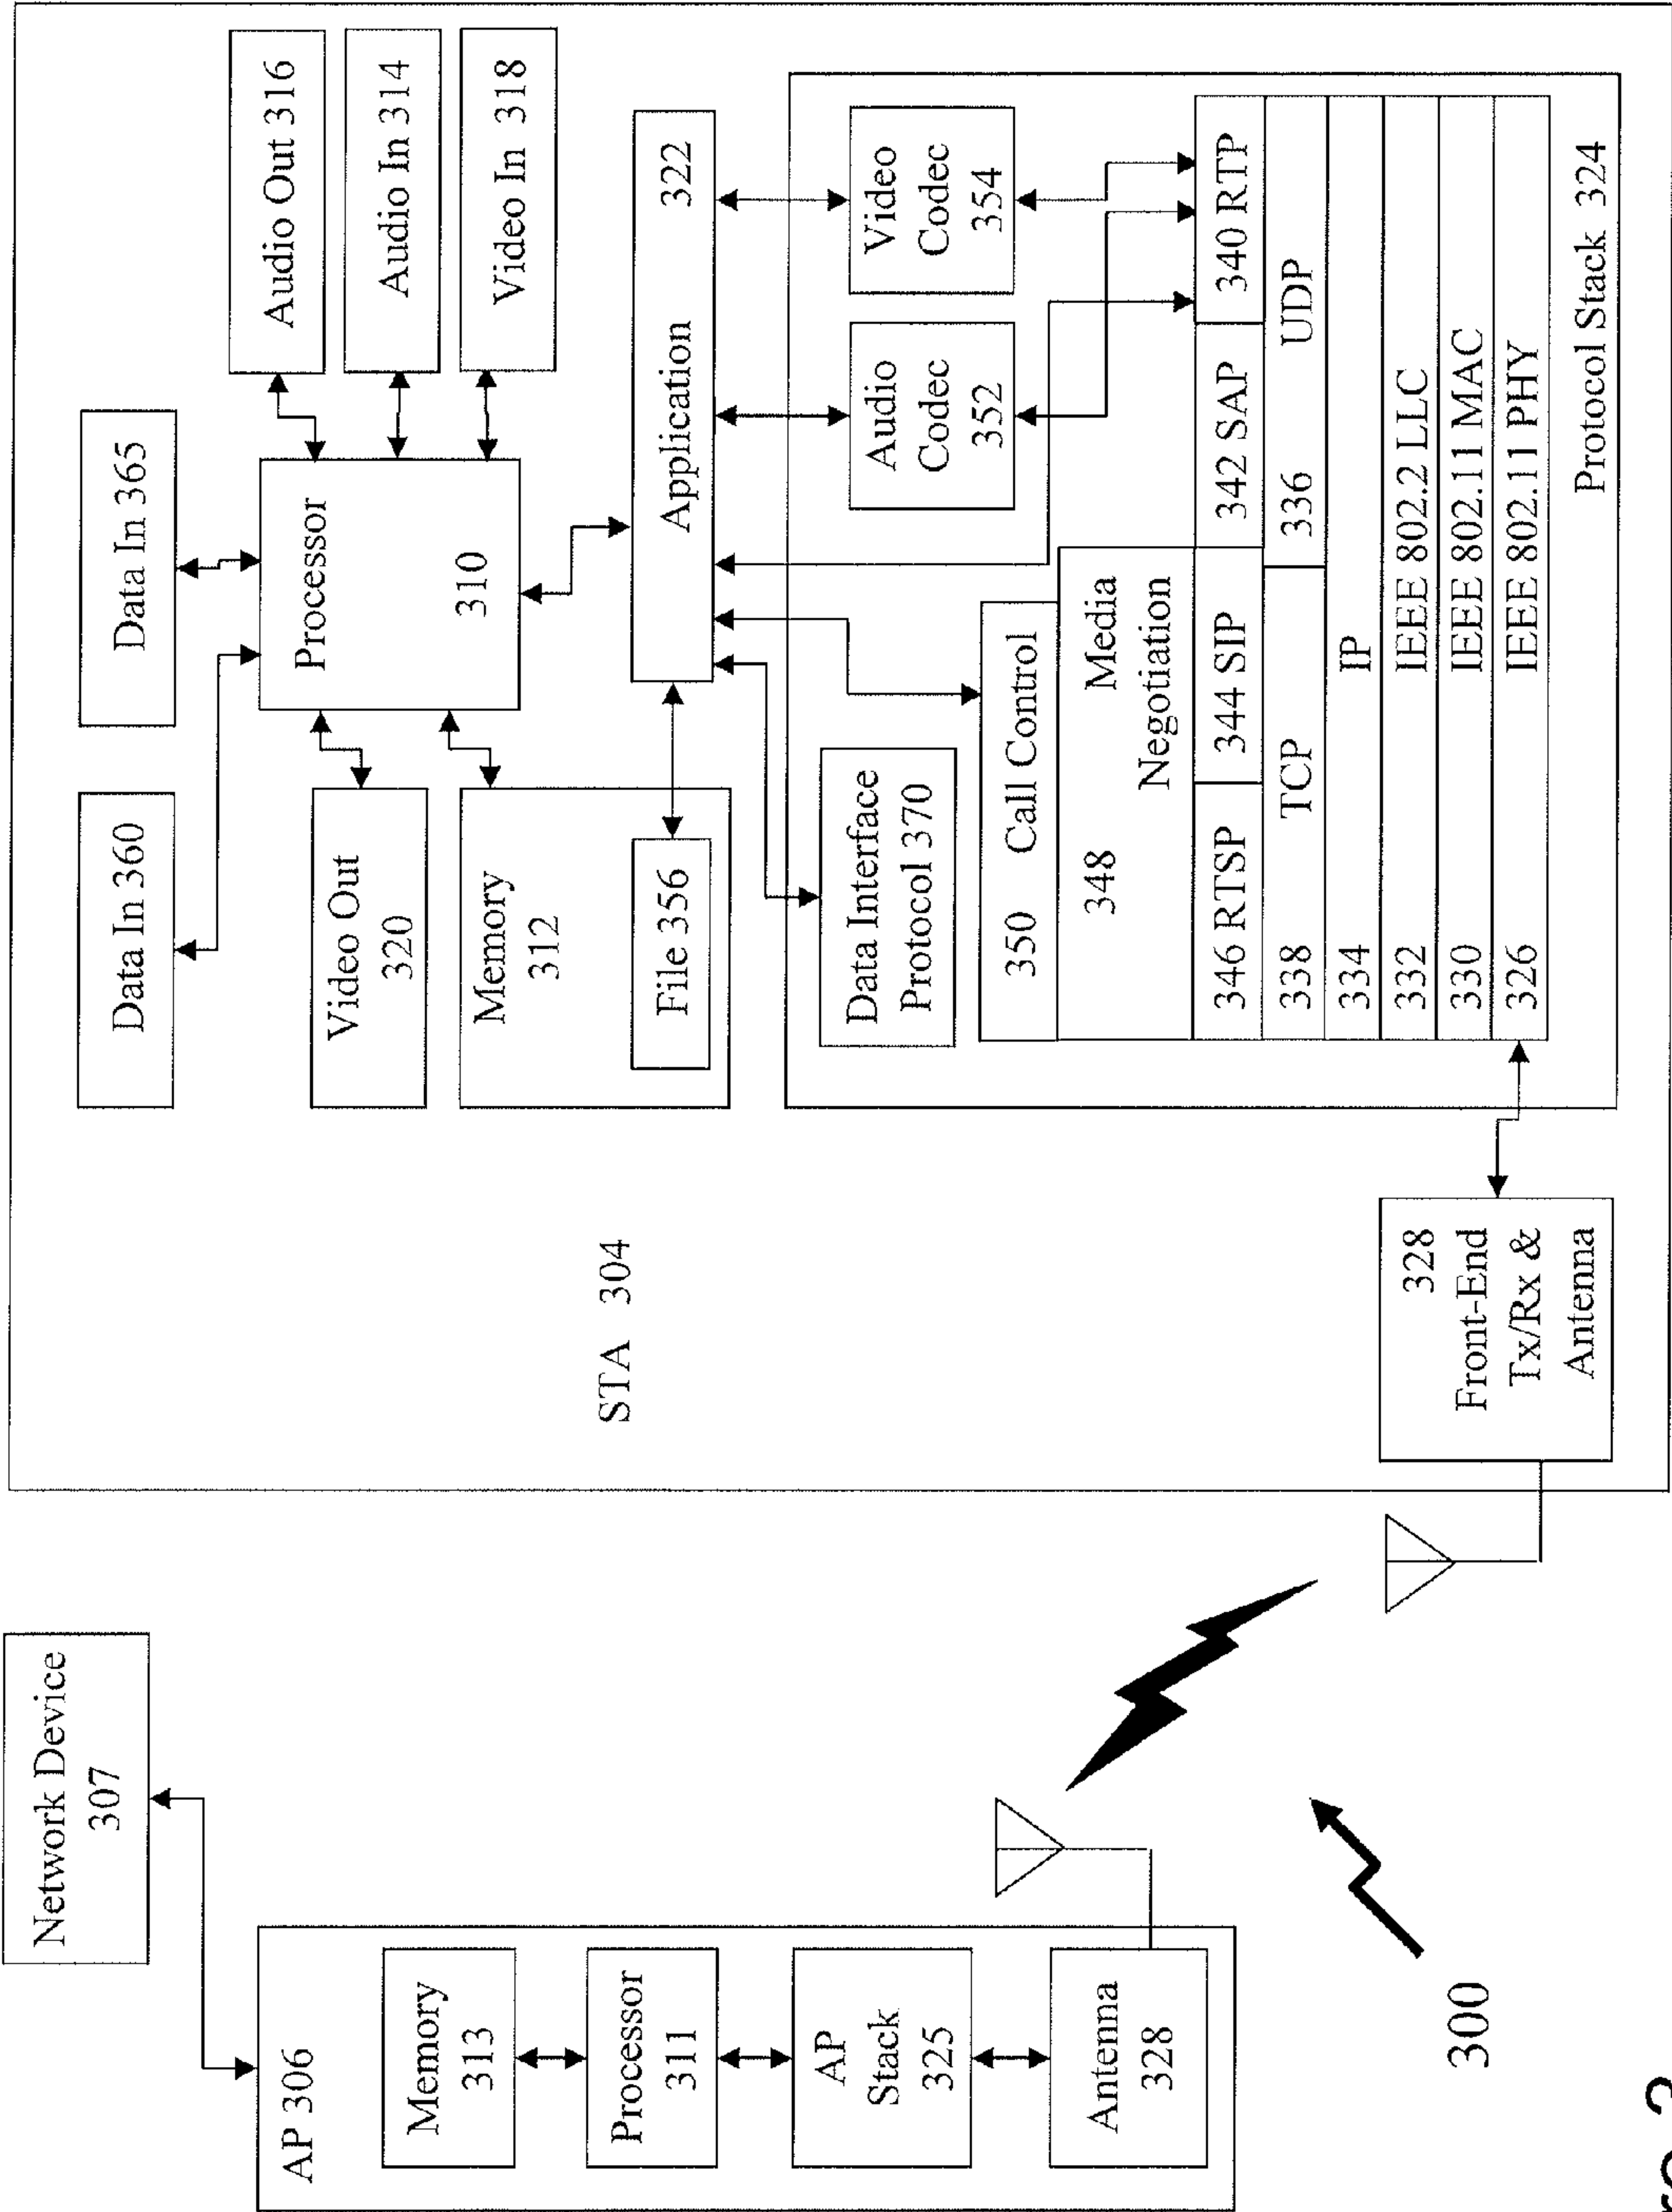 Network Device
307
AP 306
Memory
313
Processor
311
AP
Stack
325
Antenna
328
300
STA 304
328
Front-End
Tx/Rx &
Antenna
Data In 360
Data In 365
Video Out
320
Memory
312
File 356
Processor
310
Audio Out 316
Audio In 314
Video In 318
Application 322
Data Interface
Protocol 370
Audio
Codec
352
Video
Codec
354
350 Call Control
348 Media
Negotiation
346 RTSP
344 SIP
342 SAP
340 RTP
338 TCP
336 UDP
334 IP
332 IEEE 802.2 LLC
330 IEEE 802.11 MAC
326 IEEE 802.11 PHY
Protocol Stack 324